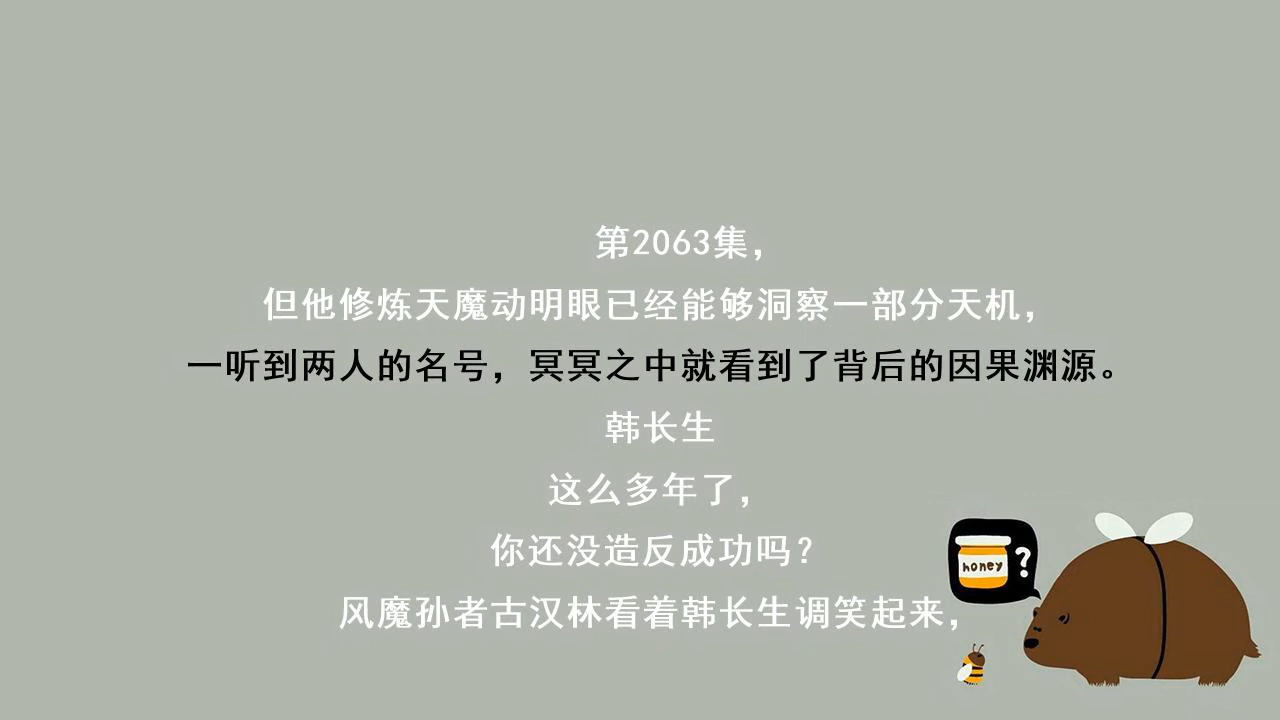 第2063集，
但他修炼天魔动明眼已经能够洞察一部分天机，
一听到两人的名号，冥冥之中就看到了背后的因果渊源。
韩长生
这么多年了，
你还没造反成功吗？
风魔孙者古汉林看着韩长生调笑起来，
honey
?